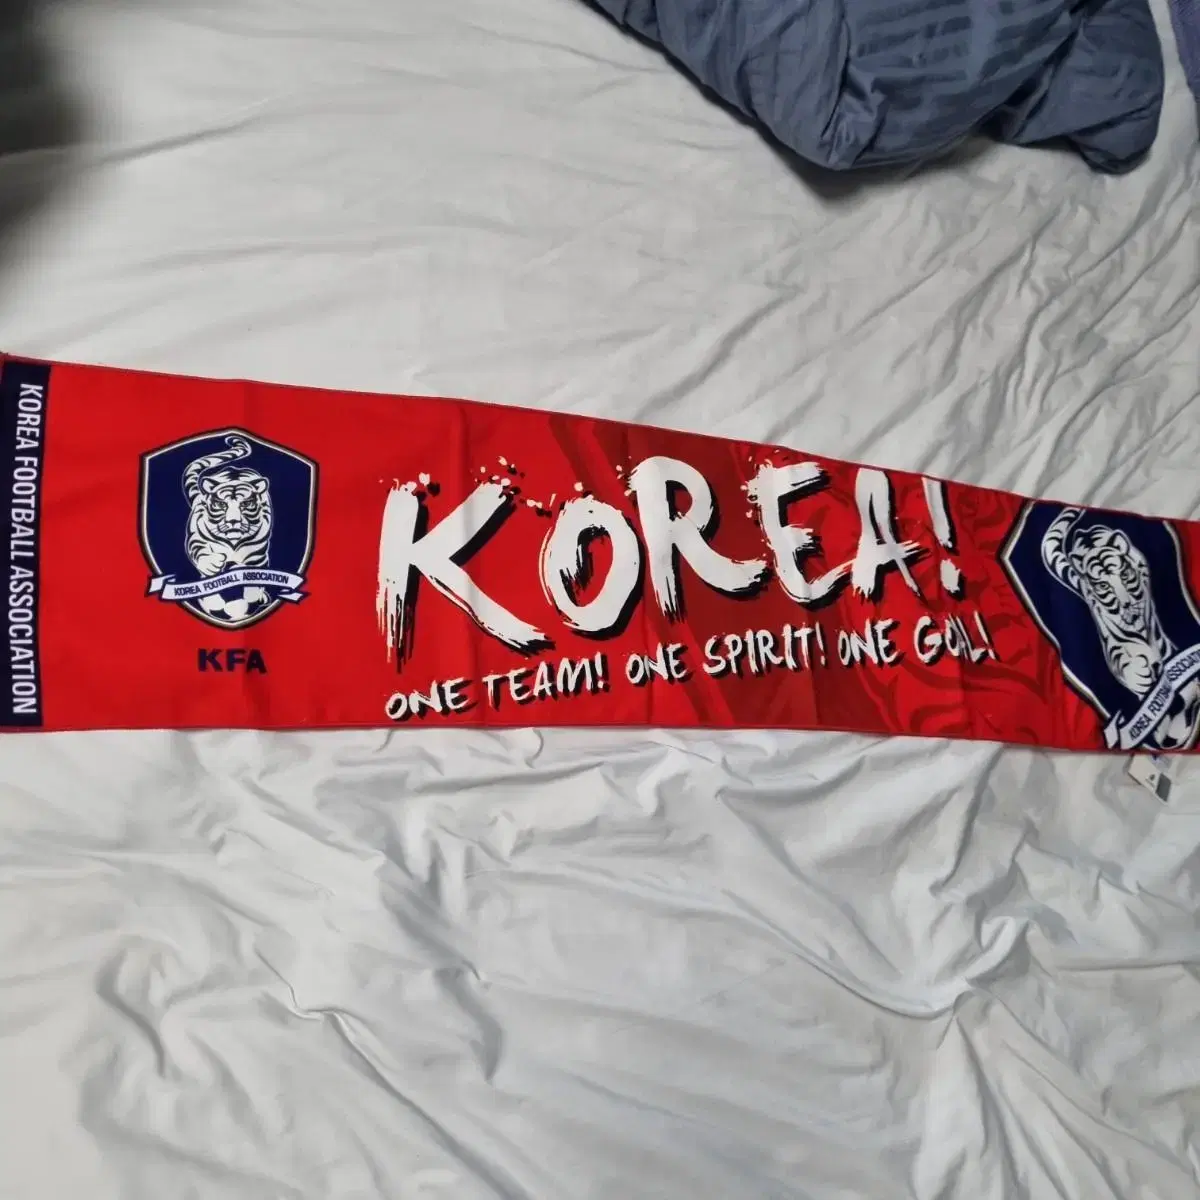 KOREA FOOTBALL ASSOCIATION
KOREA FOOTBALL ASSOCIATION
KFA
KOREA!
ONE TEAM! ONE SPIRIT! ONE GOAL!
KOREA FOOTBALL ASSOCIATION